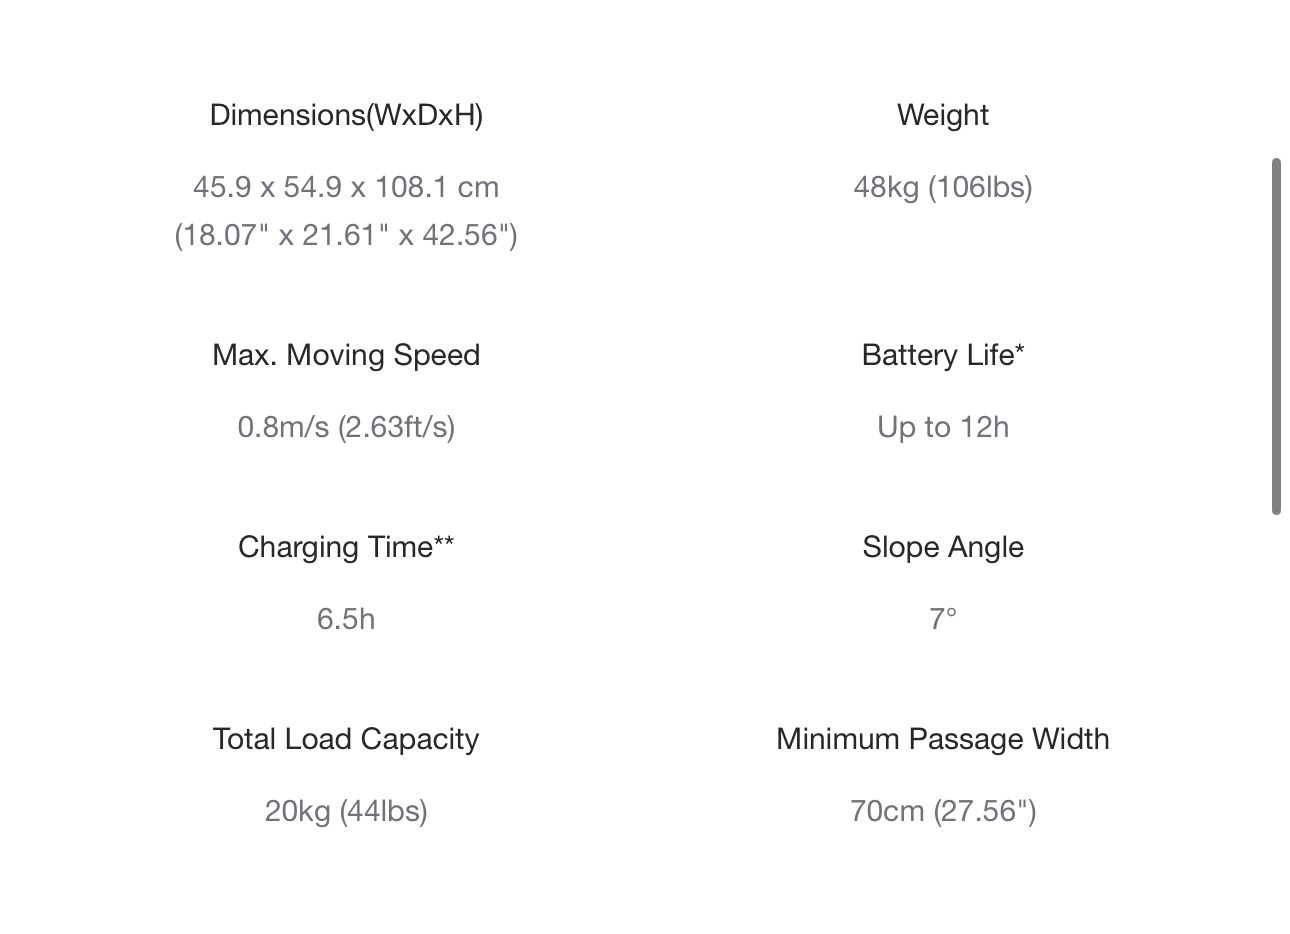 Dimensions(WxDxH)
45.9 x 54.9 x 108.1 cm
(18.07" x 21.61" x 42.56")
Weight
48kg (106lbs)
Max. Moving Speed
0.8m/s (2.63ft/s)
Battery Life*
Up to 12h
Charging Time**
6.5h
Slope Angle
7°
Total Load Capacity
20kg (44lbs)
Minimum Passage Width
70cm (27.56")